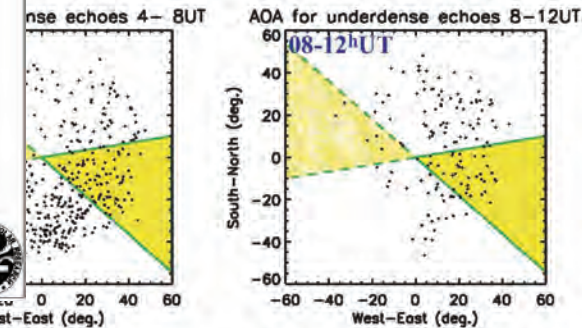 nse echoes 4- 8UT
0 20 40 60
st-East (deg.)
AOA for underdense echoes 8-12UT
08-12hUT
South-North (deg.)
60
40
20
0
-20
-40
-60
-60 -40 -20 0 20 40 60
West-East (deg.)